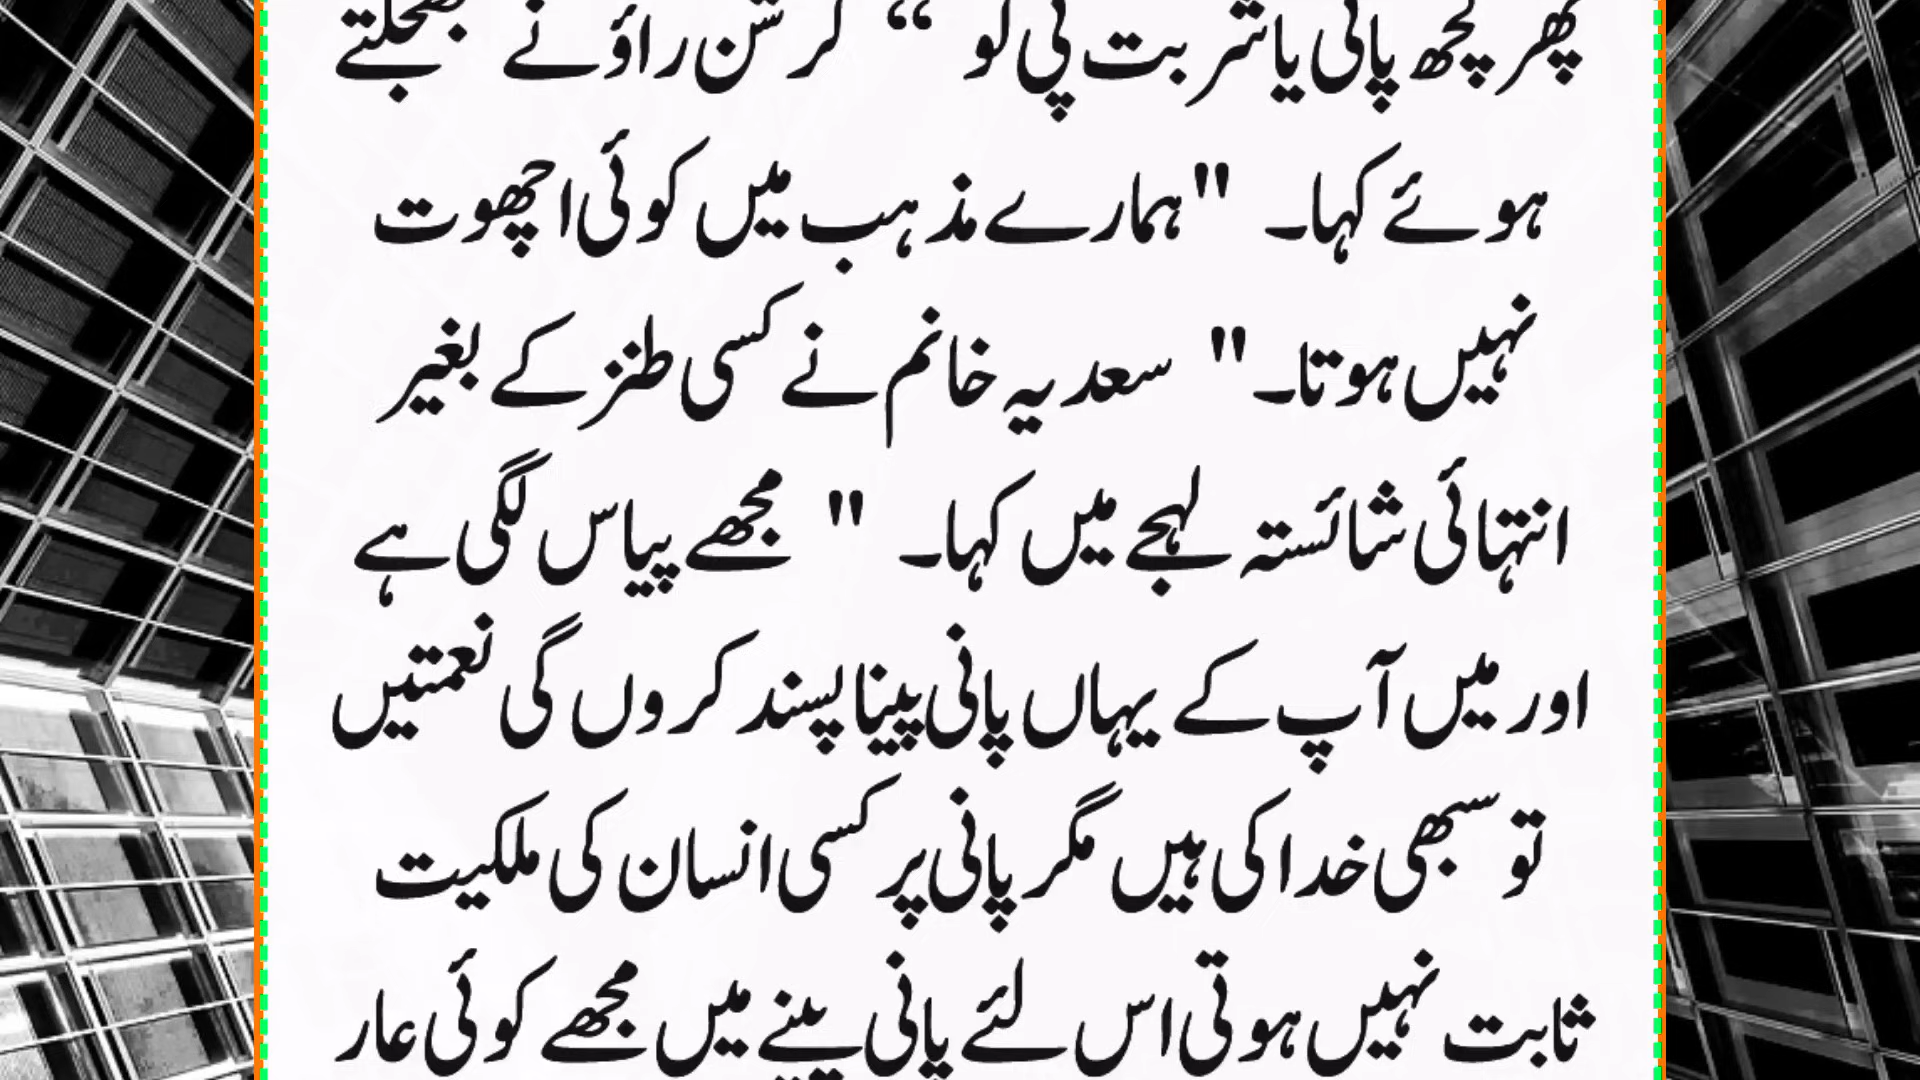 پھر کچھ پانی یا شربت پی لو “ کرشن راؤ نے جھجکتے
ہوئے کہا۔ "ہمارے مذہب میں کوئی اچھوت
نہیں ہوتا۔" سعدیہ خانم نے کسی طنز کے بغیر
انتہائی شائستہ لہجے میں کہا۔ " مجھے پیاس لگی ہے
اور میں آپ کے یہاں پانی پینا پسند کروں گی نعمتیں
تو سبھی خدا کی ہیں مگر پانی پر کسی انسان کی ملکیت
ثابت نہیں ہوتی اس لئے پانی پینے میں مجھے کوئی عار